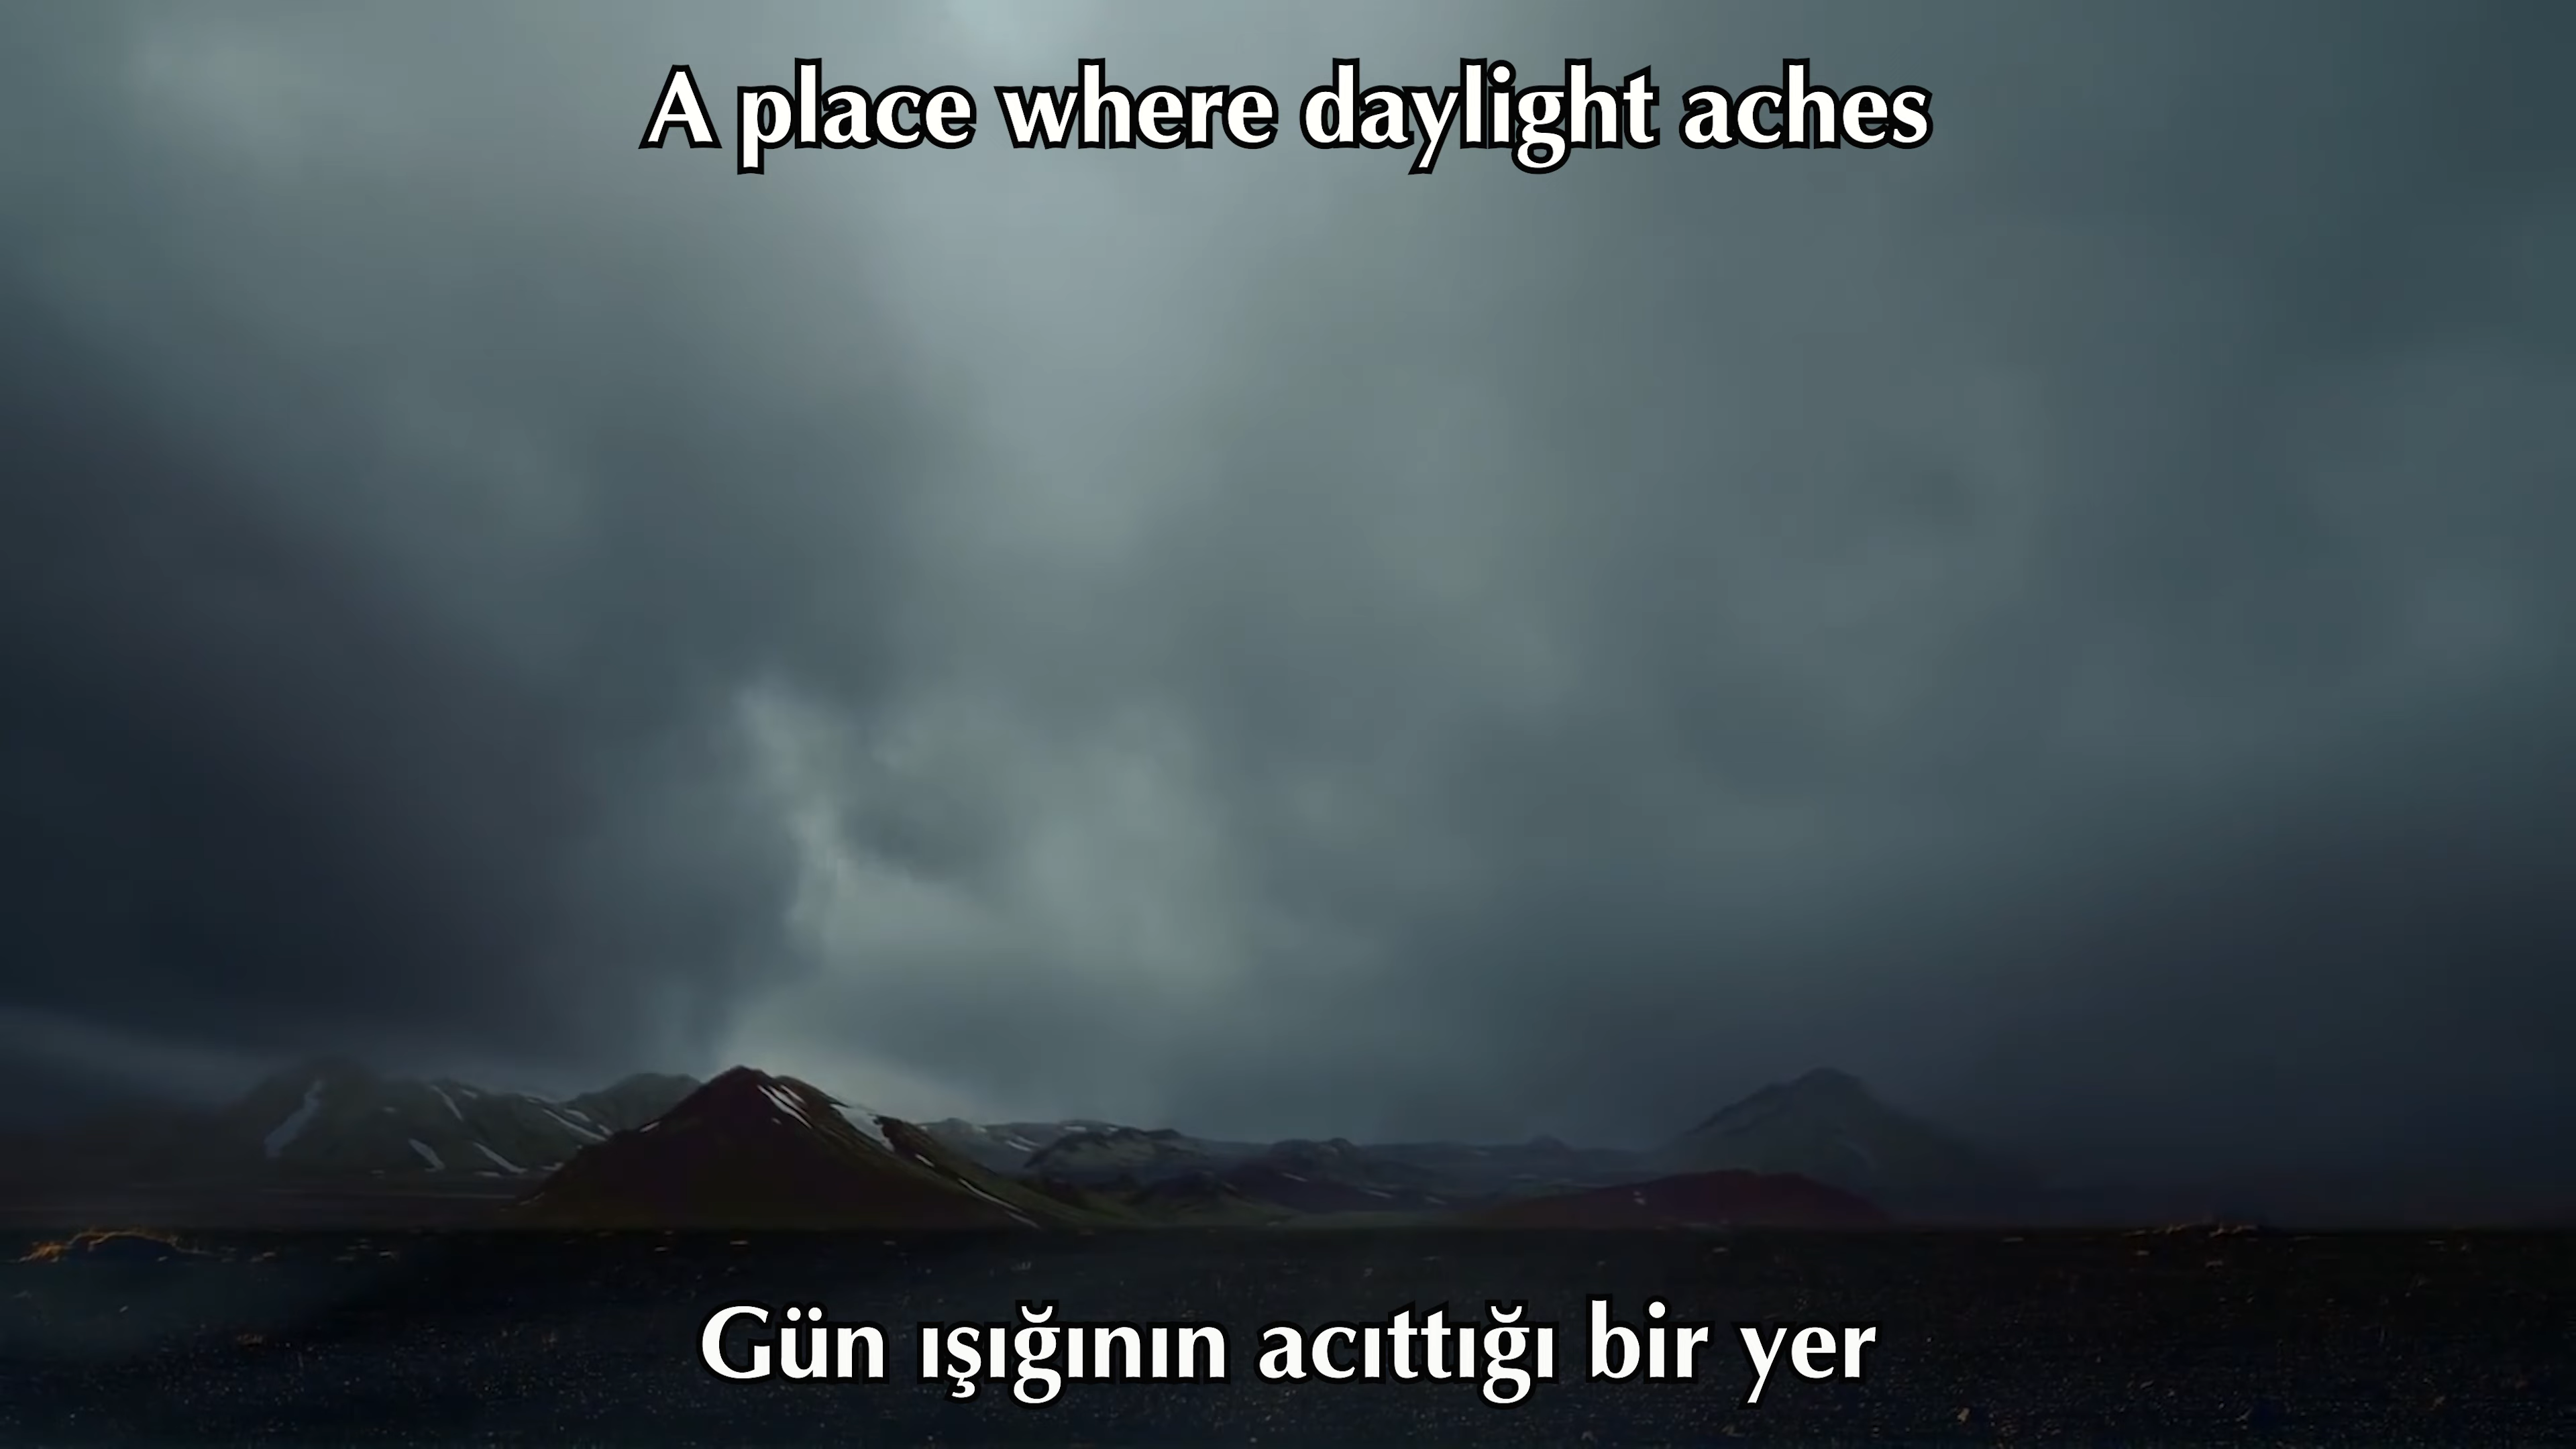 A place where daylight aches
Gün ışığının acıttığı bir yer